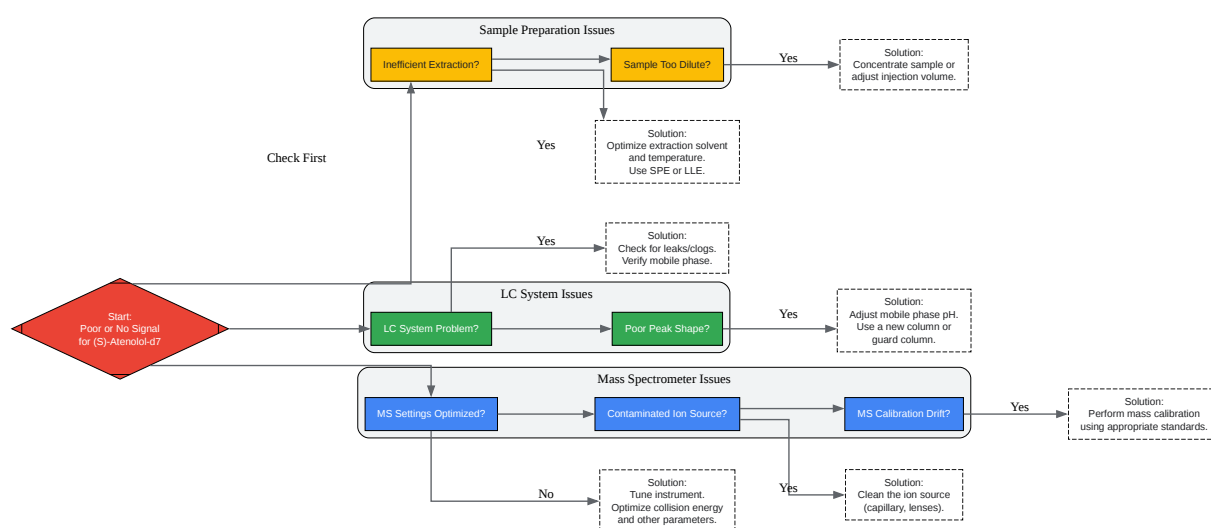 Sample Preparation Issues
Inefficient Extraction?
Sample Too Dilute?
Yes
Solution:
Concentrate sample or
adjust injection volume.
Check First
Yes
Solution:
Optimize extraction solvent
and temperature.
Use SPE or LLE.
Yes
Solution:
Check for leaks/clogs.
Verify mobile phase.
Start:
Poor or No Signal
for (S)-Atenolol-d7
LC System Issues
LC System Problem?
Poor Peak Shape?
Yes
Solution:
Adjust mobile phase pH.
Use a new column or
guard column.
Mass Spectrometer Issues
MS Settings Optimized?
Contaminated Ion Source?
MS Calibration Drift?
Yes
Solution:
Perform mass calibration
using appropriate standards.
No
Solution:
Tune instrument.
Optimize collision energy
and other parameters.
Yes
Solution:
Clean the ion source
(capillary, lenses).